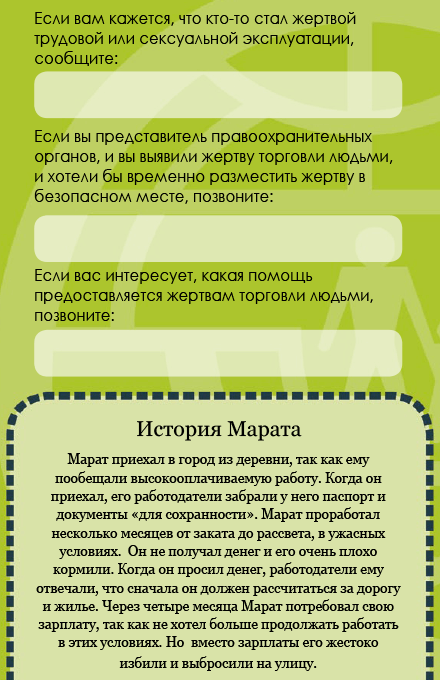 Если вам кажется, что кто-то стал жертвой
трудовой или сексуальной эксплуатации,
сообщите:
Если вы представитель правоохранительных
органов, и вы выявили жертву торговли людьми,
и хотели бы временно разместить жертву в
безопасном месте, позвоните:
Если вас интересует, какая помощь
предоставляется жертвам торговли людьми,
позвоните:
История Марата
Марат приехал в город из деревни, так как ему
пообещали высокооплачиваемую работу. Когда он
приехал, его работодатели забрали у него паспорт и
документы «для сохранности». Марат проработал
несколько месяцев от заката до рассвета, в ужасных
условиях. Он не получал денег и его очень плохо
кормили. Когда он просил денег, работодатели ему
отвечали, что сначала он должен рассчитаться за дорогу
и жилье. Через четыре месяца Марат потребовал свою
зарплату, так как не хотел больше продолжать работать
в этих условиях. Но вместо зарплаты его жестоко
избили и выбросили на улицу.